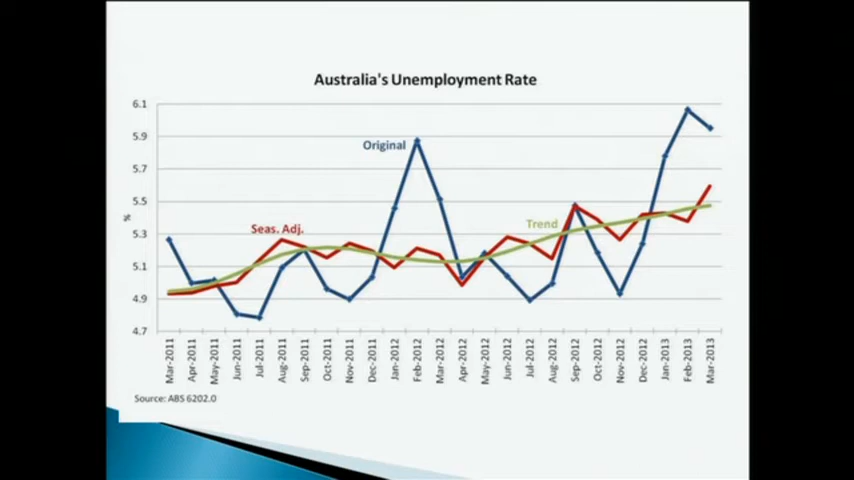 Australia's Unemployment Rate
6.1
5.9
5.7
5.5
5.3
5.1
4.9
4.7
%
Original
Seas. Adj.
Trend
Mar-2011
Apr-2011
May-2011
Jun-2011
Jul-2011
Aug-2011
Sep-2011
Oct-2011
Nov-2011
Dec-2011
Jan-2012
Feb-2012
Mar-2012
Apr-2012
May-2012
Jun-2012
Jul-2012
Aug-2012
Sep-2012
Oct-2012
Nov-2012
Dec-2012
Jan-2013
Feb-2013
Mar-2013
Source: ABS 6202.0